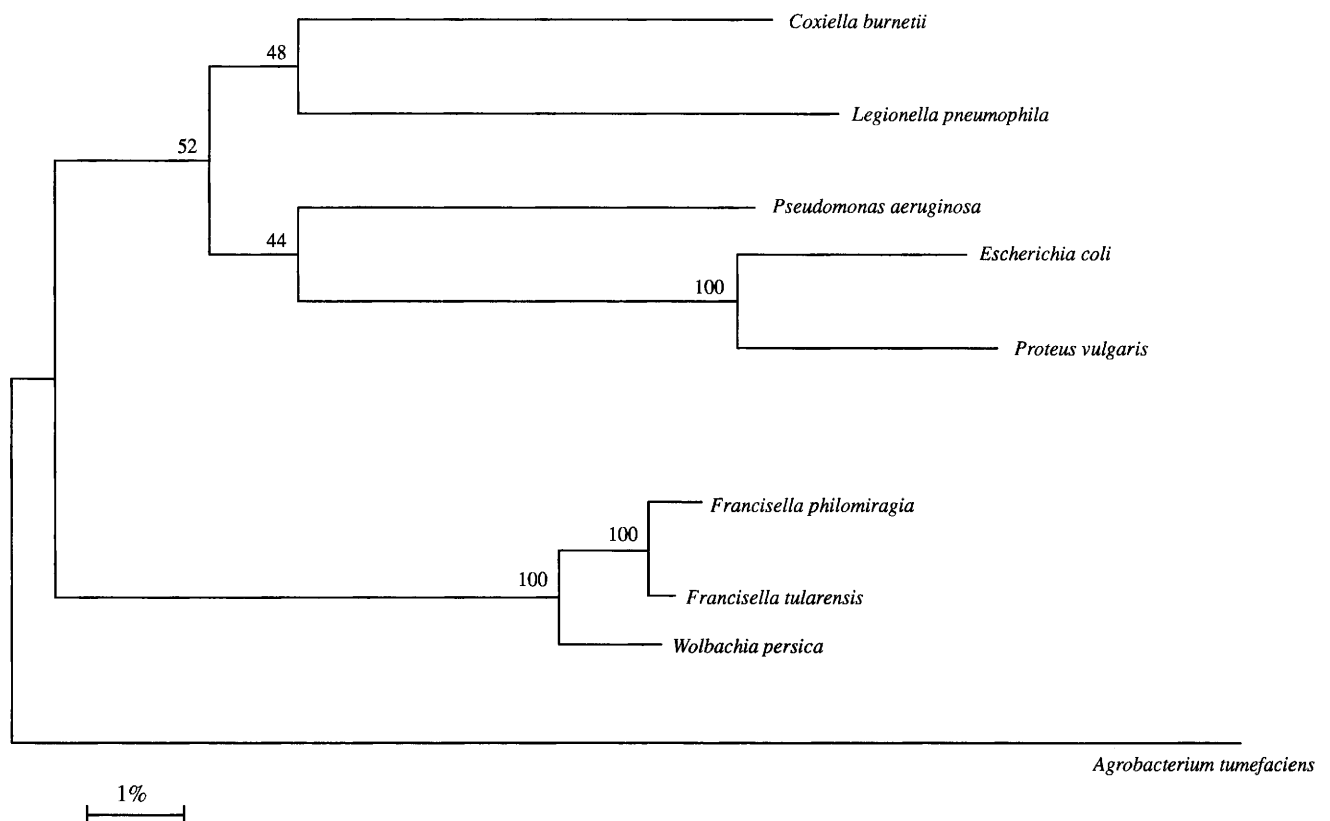 Coxiella burnetii
48
Legionella pneumophila
52
Pseudomonas aeruginosa
44
Escherichia coli
100
Proteus vulgaris
Francisella philomiragia
100
100
Francisella tularensis
Wolbachia persica
Agrobacterium tumefaciens
1%